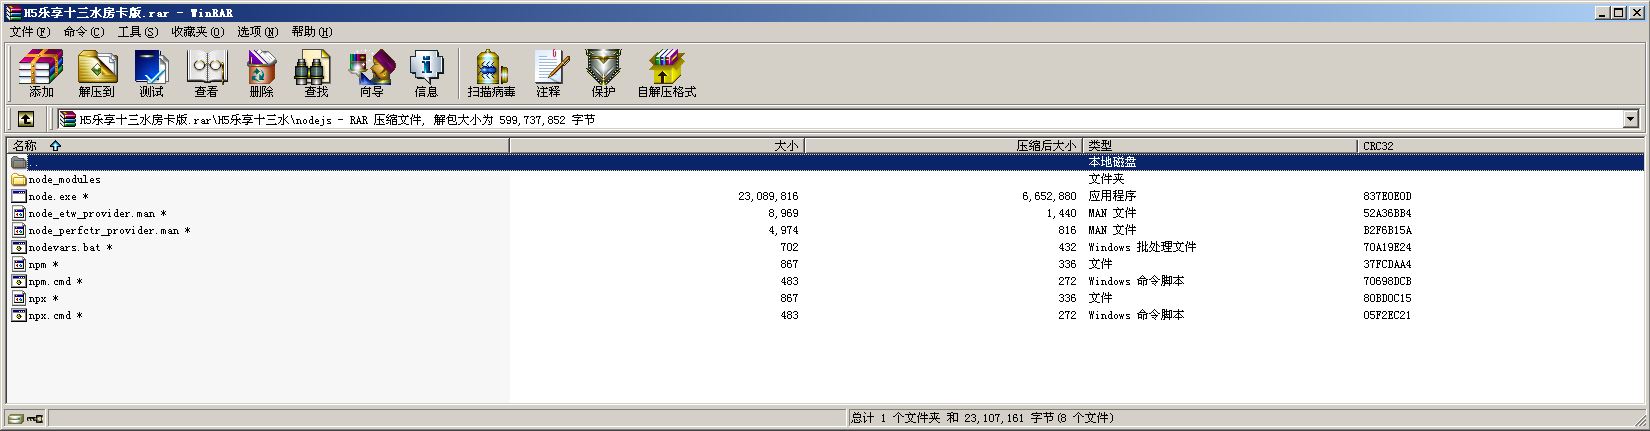 H5乐享十三水房卡版.rar - WinRAR
文件(F) 命令(C) 工具(S) 收藏夹(O) 选项(N) 帮助(H)
添加 解压到 测试 查看 删除 查找 向导 信息 扫描病毒 注释 保护 自解压格式
H5乐享十三水房卡版.rar\H5乐享十三水\nodejs - RAR 压缩文件, 解包大小为 599,737,852 字节
名称 大小 压缩后大小 类型 CRC32
.. 本地磁盘
node_modules 文件夹
node.exe * 23,089,816 6,652,880 应用程序 837E0E0D
node_etw_provider.man * 8,969 1,440 MAN 文件 52A36BB4
node_perfctr_provider.man * 4,974 816 MAN 文件 B2F6B15A
nodevars.bat * 702 432 Windows 批处理文件 70A19E24
npm * 867 336 文件 37FCDAA4
npm.cmd * 483 272 Windows 命令脚本 70698DCB
npx * 867 336 文件 80BD0C15
npx.cmd * 483 272 Windows 命令脚本 05F2EC21
总计 1 个文件夹 和 23,107,161 字节(8 个文件)